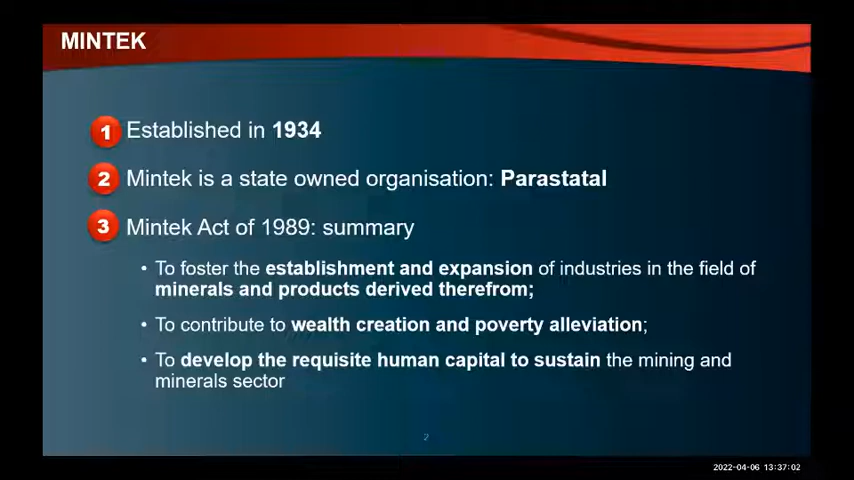 MINTEK
1 Established in 1934
2 Mintek is a state owned organisation: Parastatal
3 Mintek Act of 1989: summary
• To foster the establishment and expansion of industries in the field of
minerals and products derived therefrom;
• To contribute to wealth creation and poverty alleviation;
• To develop the requisite human capital to sustain the mining and
minerals sector
2
2022-04-06 13:37:02